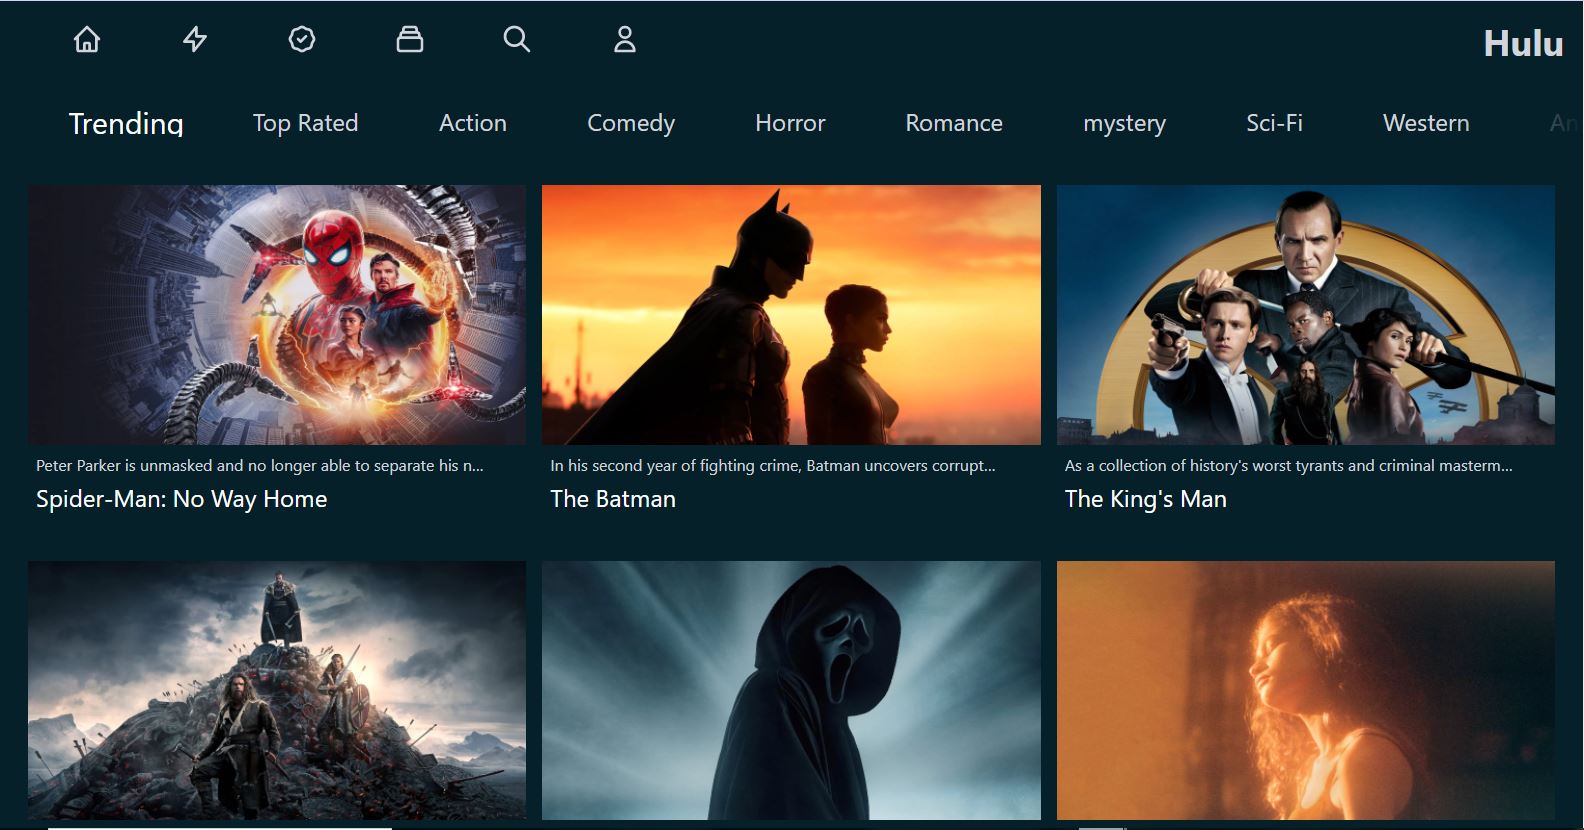 Hulu
Trending Top Rated Action Comedy Horror Romance mystery Sci-Fi Western An
Peter Parker is unmasked and no longer able to separate his n...
Spider-Man: No Way Home
In his second year of fighting crime, Batman uncovers corrupt...
The Batman
As a collection of history's worst tyrants and criminal masterm...
The King's Man